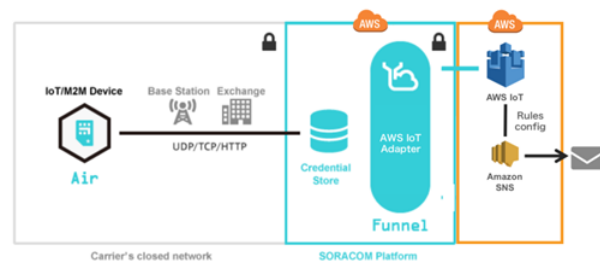 AWS
AWS
IoT/M2M Device
Base Station
Exchange
UDP/TCP/HTTP
Air
Credential
Store
AWS IoT
Adapter
Funnel
AWS IoT
Rules
config
Amazon
SNS
Carrier's closed network
SORACOM Platform